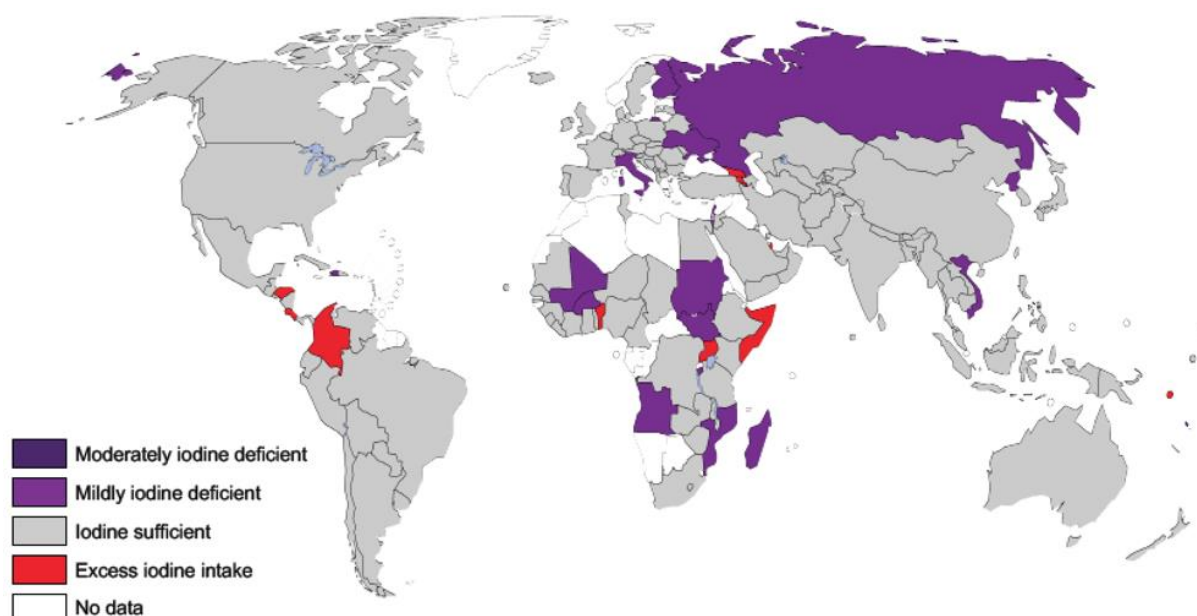 Moderately iodine deficient
Mildly iodine deficient
Iodine sufficient
Excess iodine intake
No data